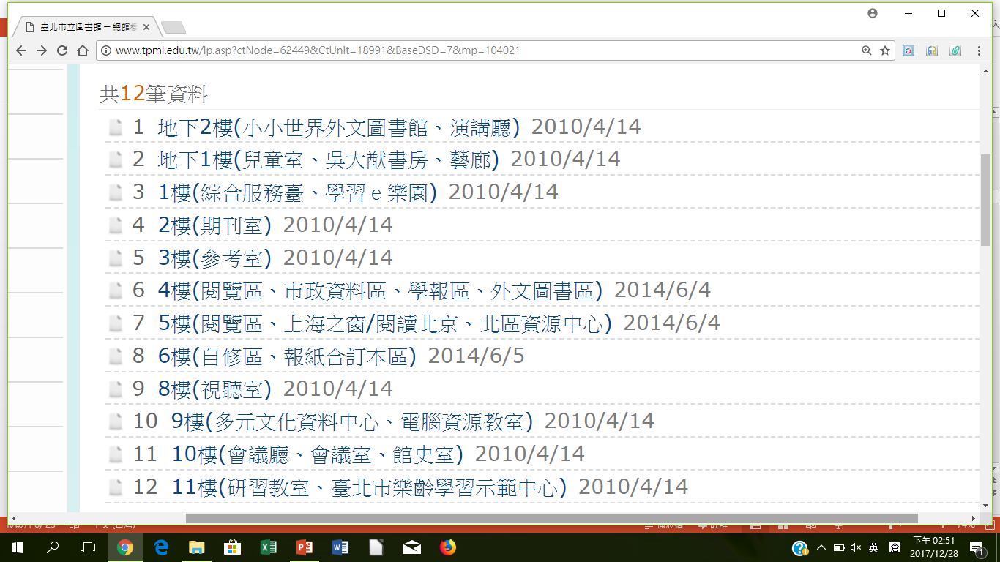 臺北市立圖書館－總館樓
www.tpml.edu.tw/lp.asp?ctNode=62449&CtUnit=18991&BaseDSD=7&mp=104021
共12筆資料
1 地下2樓(小小世界外文圖書館、演講廳) 2010/4/14
2 地下1樓(兒童室、吳大猷書房、藝廊) 2010/4/14
3 1樓(綜合服務臺、學習 e 樂園) 2010/4/14
4 2樓(期刊室) 2010/4/14
5 3樓(參考室) 2010/4/14
6 4樓(閱覽區、市政資料區、學報區、外文圖書區) 2014/6/4
7 5樓(閱覽區、上海之窗/閱讀北京、北區資源中心) 2014/6/4
8 6樓(自修區、報紙合訂本區) 2014/6/5
9 8樓(視聽室) 2010/4/14
10 9樓(多元文化資料中心、電腦資源教室) 2010/4/14
11 10樓(會議廳、會議室、館史室) 2010/4/14
12 11樓(研習教室、臺北市樂齡學習示範中心) 2010/4/14
英 倉 下午 02:51
2017/12/28 1